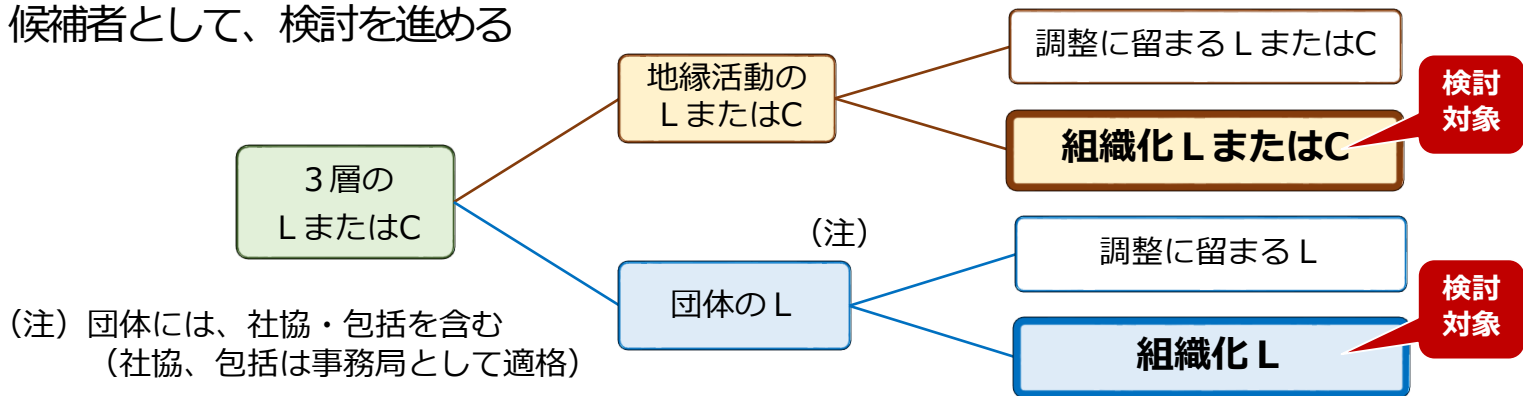 候補者として、検討を進める
３層の
ＬまたはC
地縁活動の
ＬまたはC
調整に留まるＬまたはC
組織化ＬまたはC
検討
対象
（注）
団体のＬ
調整に留まるＬ
組織化Ｌ
検討
対象
（注）団体には、社協・包括を含む
（社協、包括は事務局として適格）